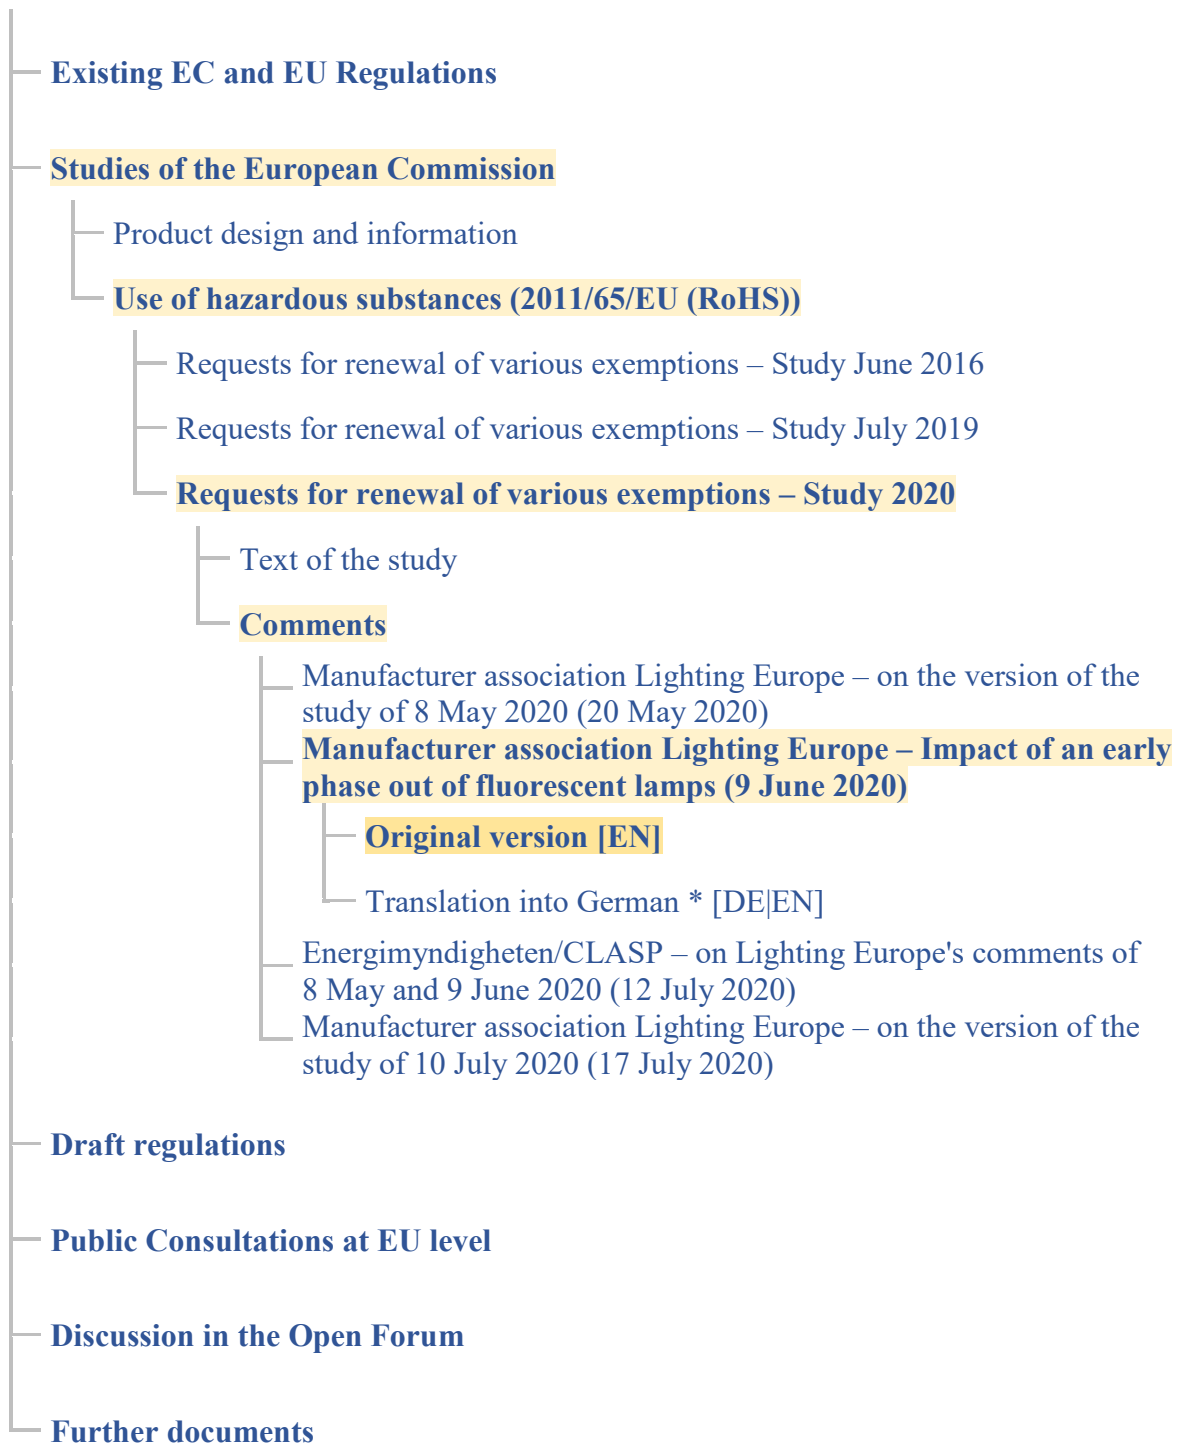 Existing EC and EU Regulations
Studies of the European Commission
Product design and information
Use of hazardous substances (2011/65/EU (RoHS))
Requests for renewal of various exemptions – Study June 2016
Requests for renewal of various exemptions – Study July 2019
Requests for renewal of various exemptions – Study 2020
Text of the study
Comments
Manufacturer association Lighting Europe – on the version of the
study of 8 May 2020 (20 May 2020)
Manufacturer association Lighting Europe – Impact of an early
phase out of fluorescent lamps (9 June 2020)
Original version [EN]
Translation into German * [DE|EN]
Energimyndigheten/CLASP – on Lighting Europe's comments of
8 May and 9 June 2020 (12 July 2020)
Manufacturer association Lighting Europe – on the version of the
study of 10 July 2020 (17 July 2020)
Draft regulations
Public Consultations at EU level
Discussion in the Open Forum
Further documents